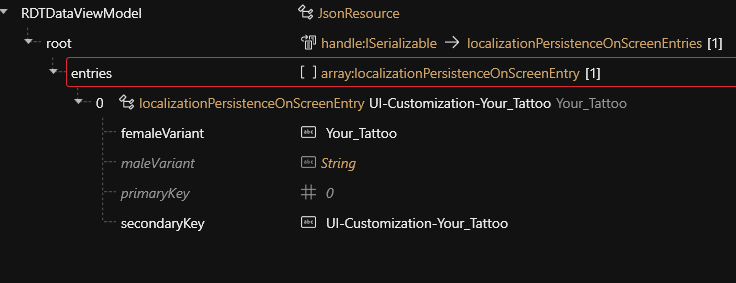 RDTDataViewModel JsonResource
root handle:ISerializable → localizationPersistenceOnScreenEntries [1]
entries [ ] array:localizationPersistenceOnScreenEntry [1]
0 localizationPersistenceOnScreenEntry UI-Customization-Your_Tattoo Your_Tattoo
femaleVariant abc Your_Tattoo
maleVariant abc String
primaryKey # 0
secondaryKey abc UI-Customization-Your_Tattoo